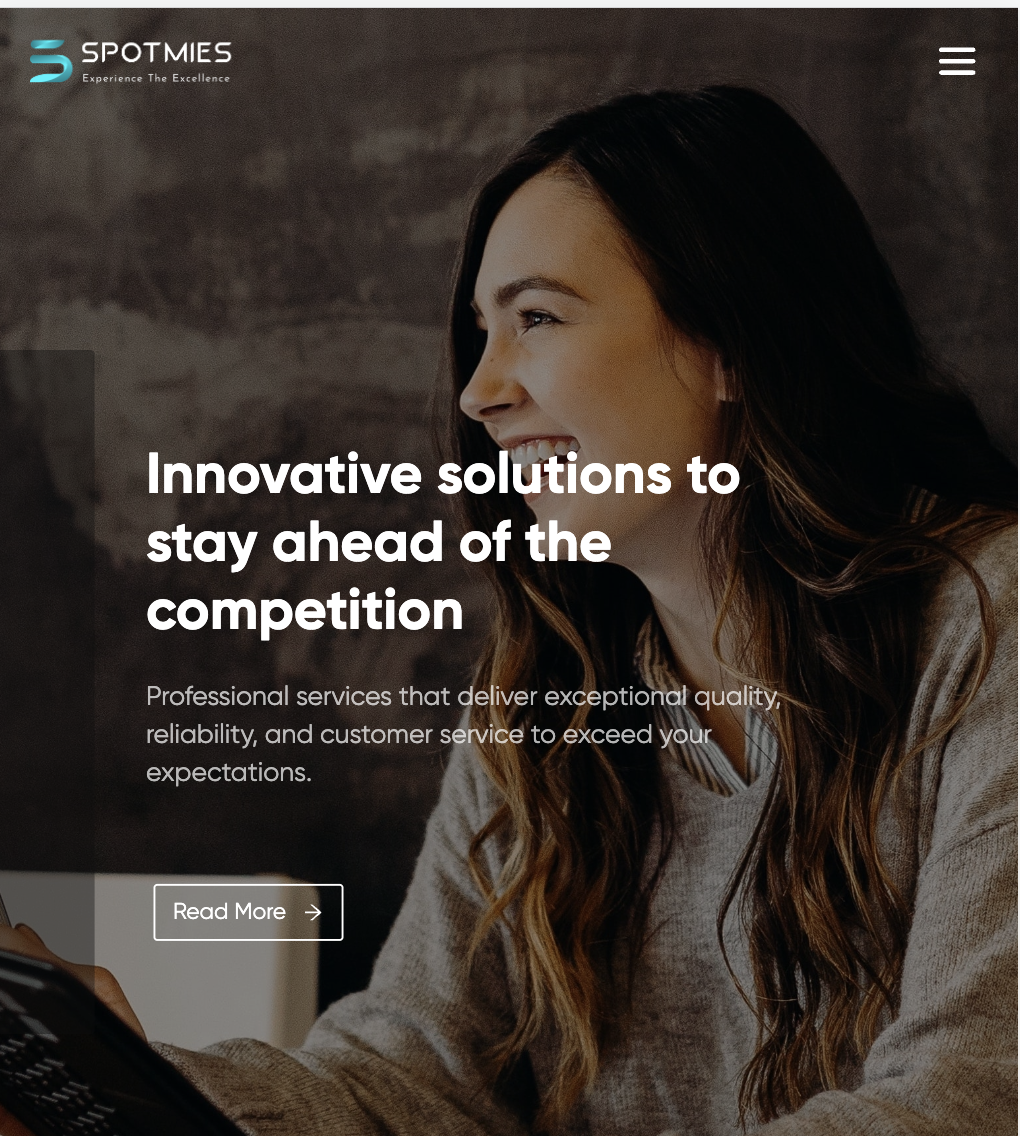 SPOTMIES
Experience The Excellence
Innovative solutions to
stay ahead of the
competition
Professional services that deliver exceptional quality,
reliability, and customer service to exceed your
expectations.
Read More →